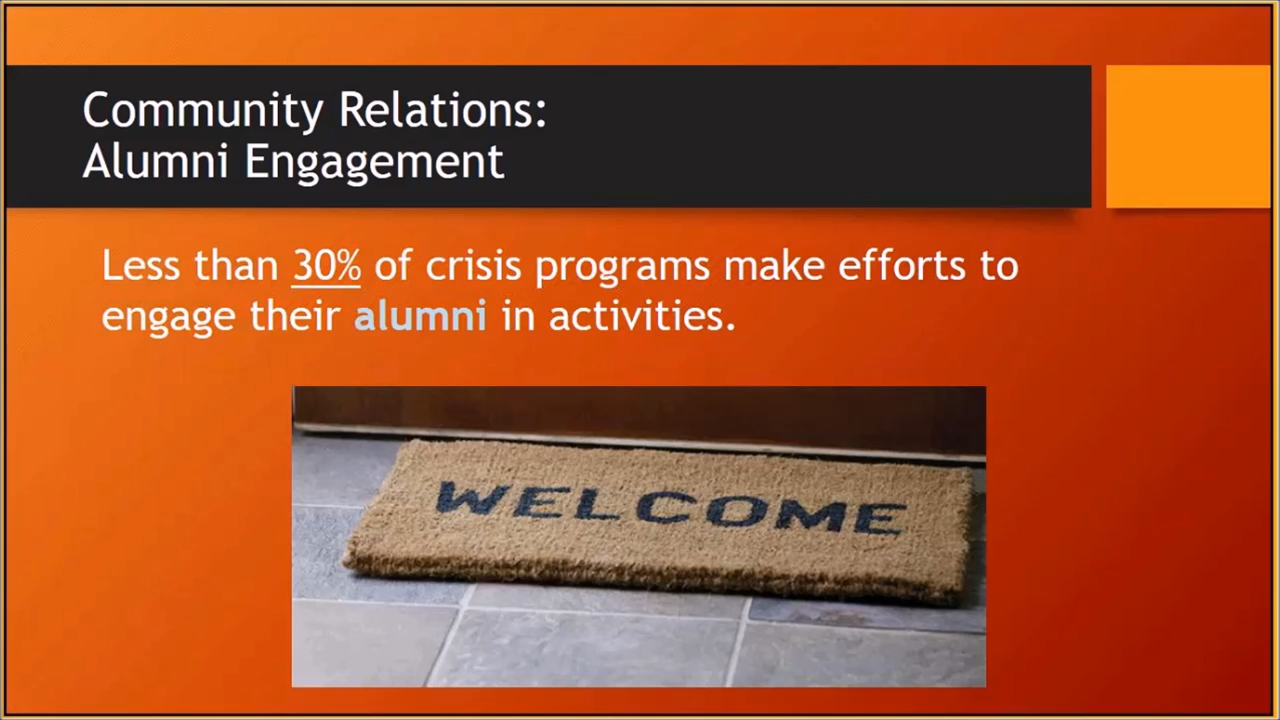 Community Relations:
Alumni Engagement
Less than 30% of crisis programs make efforts to
engage their alumni in activities.
WELCOME